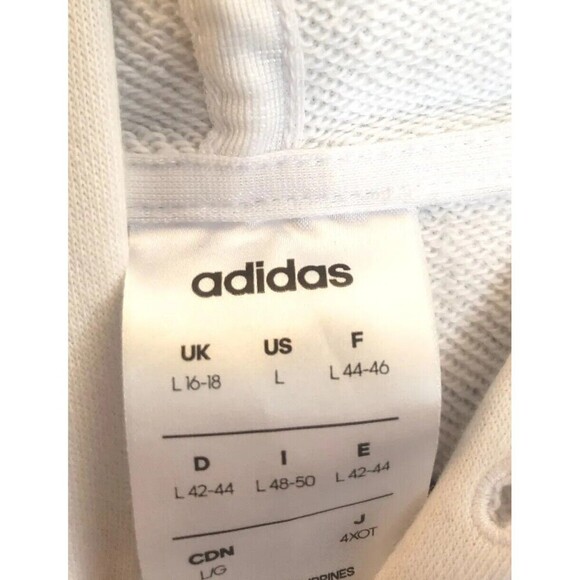 adidas
UK US F
L 16-18 L L 44-46
D I E
L 42-44 L 48-50 L 42-44
CDN J
L/G 4XOT